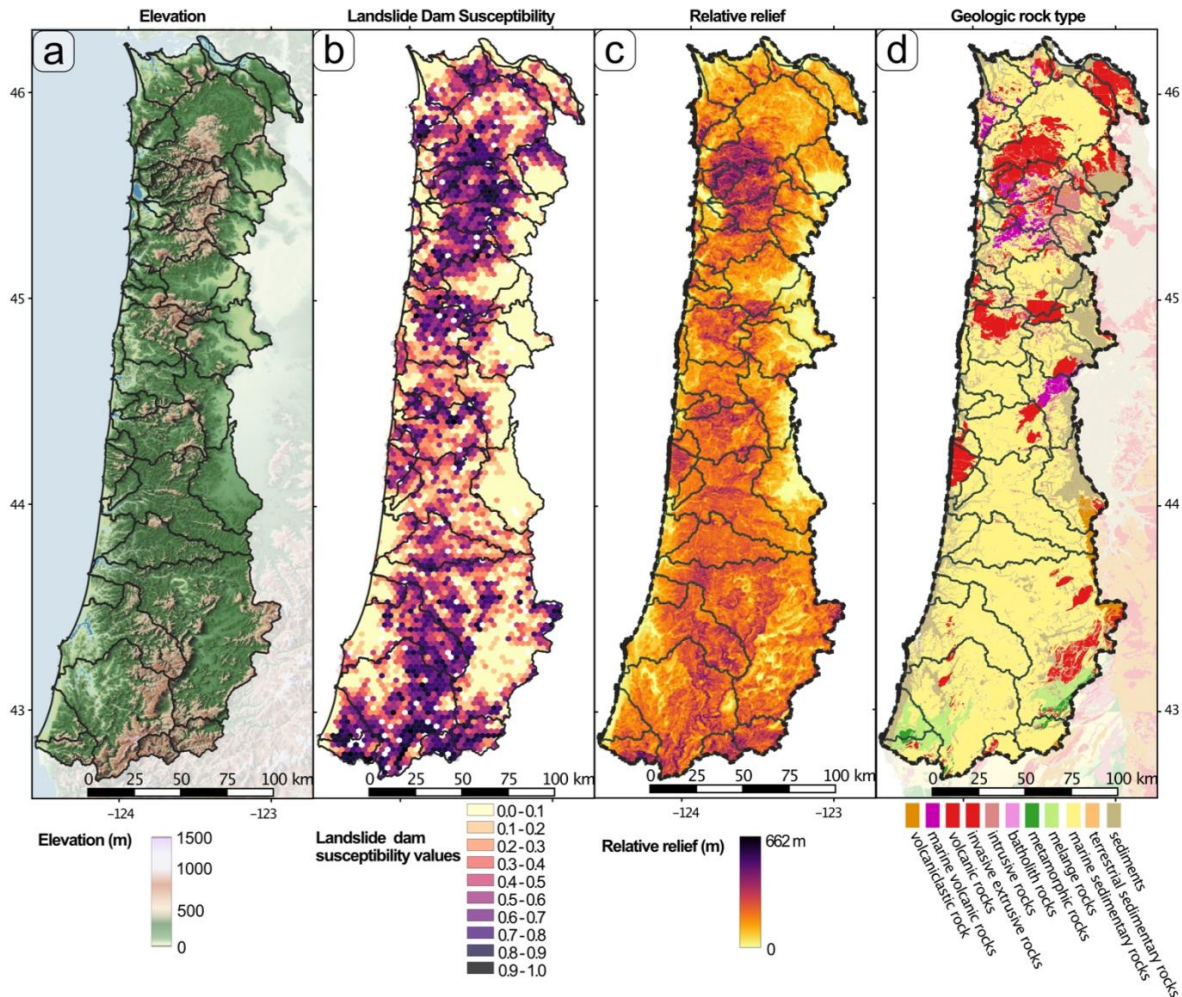 Elevation
Landslide Dam Susceptibility
Relative relief
Geologic rock type
a
b
c
d
46
45
44
43
46
45
44
43
0 25 50 75 100 km
0 25 50 75 100 km
0 25 50 75 100 km
0 25 50 75 100 km
−124 −123
−124 −123
Elevation (m)
1500
1000
500
0
Landslide dam
susceptibility values
0.0 - 0.1
0.1 - 0.2
0.2 - 0.3
0.3 - 0.4
0.4 - 0.5
0.5 - 0.6
0.6 - 0.7
0.7 - 0.8
0.8 - 0.9
0.9 - 1.0
Relative relief (m)
662 m
0
volcaniclastic rock
marine volcanic rocks
volcanic rocks
invasive extrusive rocks
intrusive rocks
batholith rocks
metamorphic rocks
melange rocks
marine sedimentary rocks
terrestrial sedimentary rocks
sediments